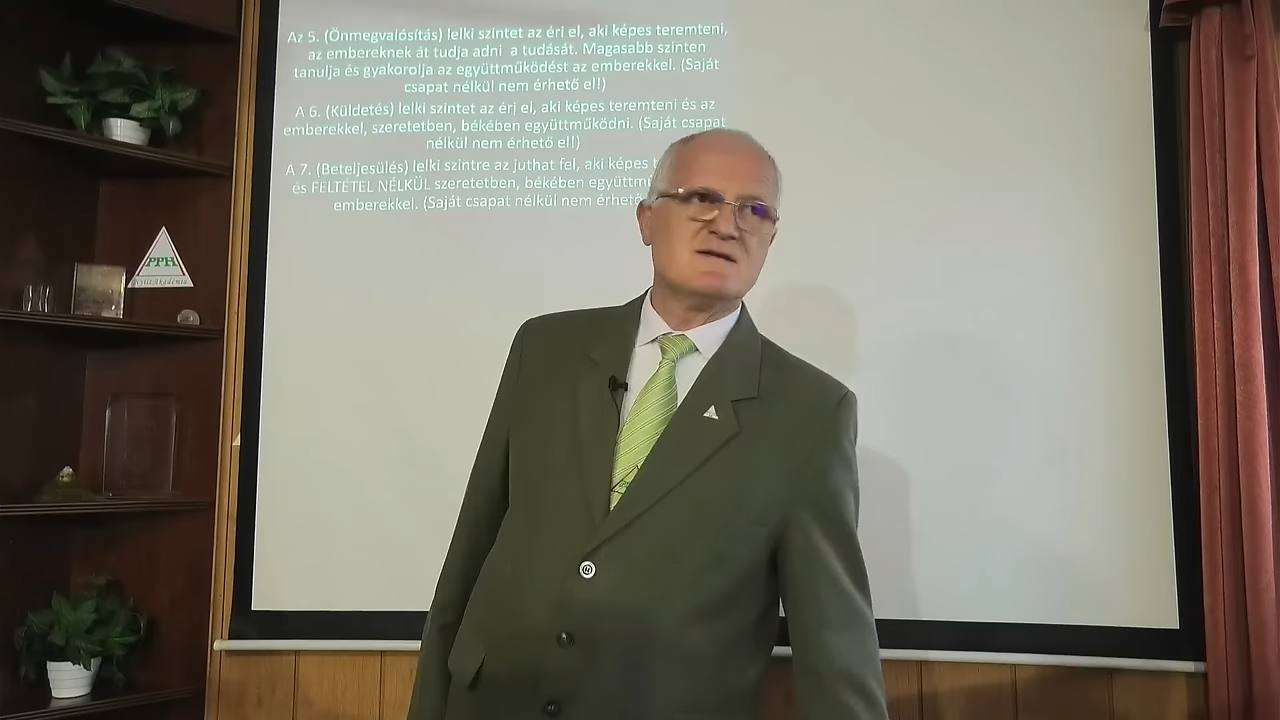 Az 5. (Önmegvalósítás) lelki szintet az éri el, aki képes teremteni,
az embereknek át tudja adni a tudását. Magasabb szinten
tanulja és gyakorolja az együttműködést az emberekkel. (Saját
csapat nélkül nem érhető el!)
A 6. (Küldetés) lelki szintet az éri el, aki képes teremteni és az
emberekkel, szeretetben, békében együttműködni. (Saját csapat
nélkül nem érhető el!)
A 7. (Beteljesülés) lelki szintre az juthat fel, aki képes
és FELTÉTEL NÉLKÜL szeretetben, békében
emberekkel. (Saját csapat nélkül nem
PPH
Nyílt Akadémia